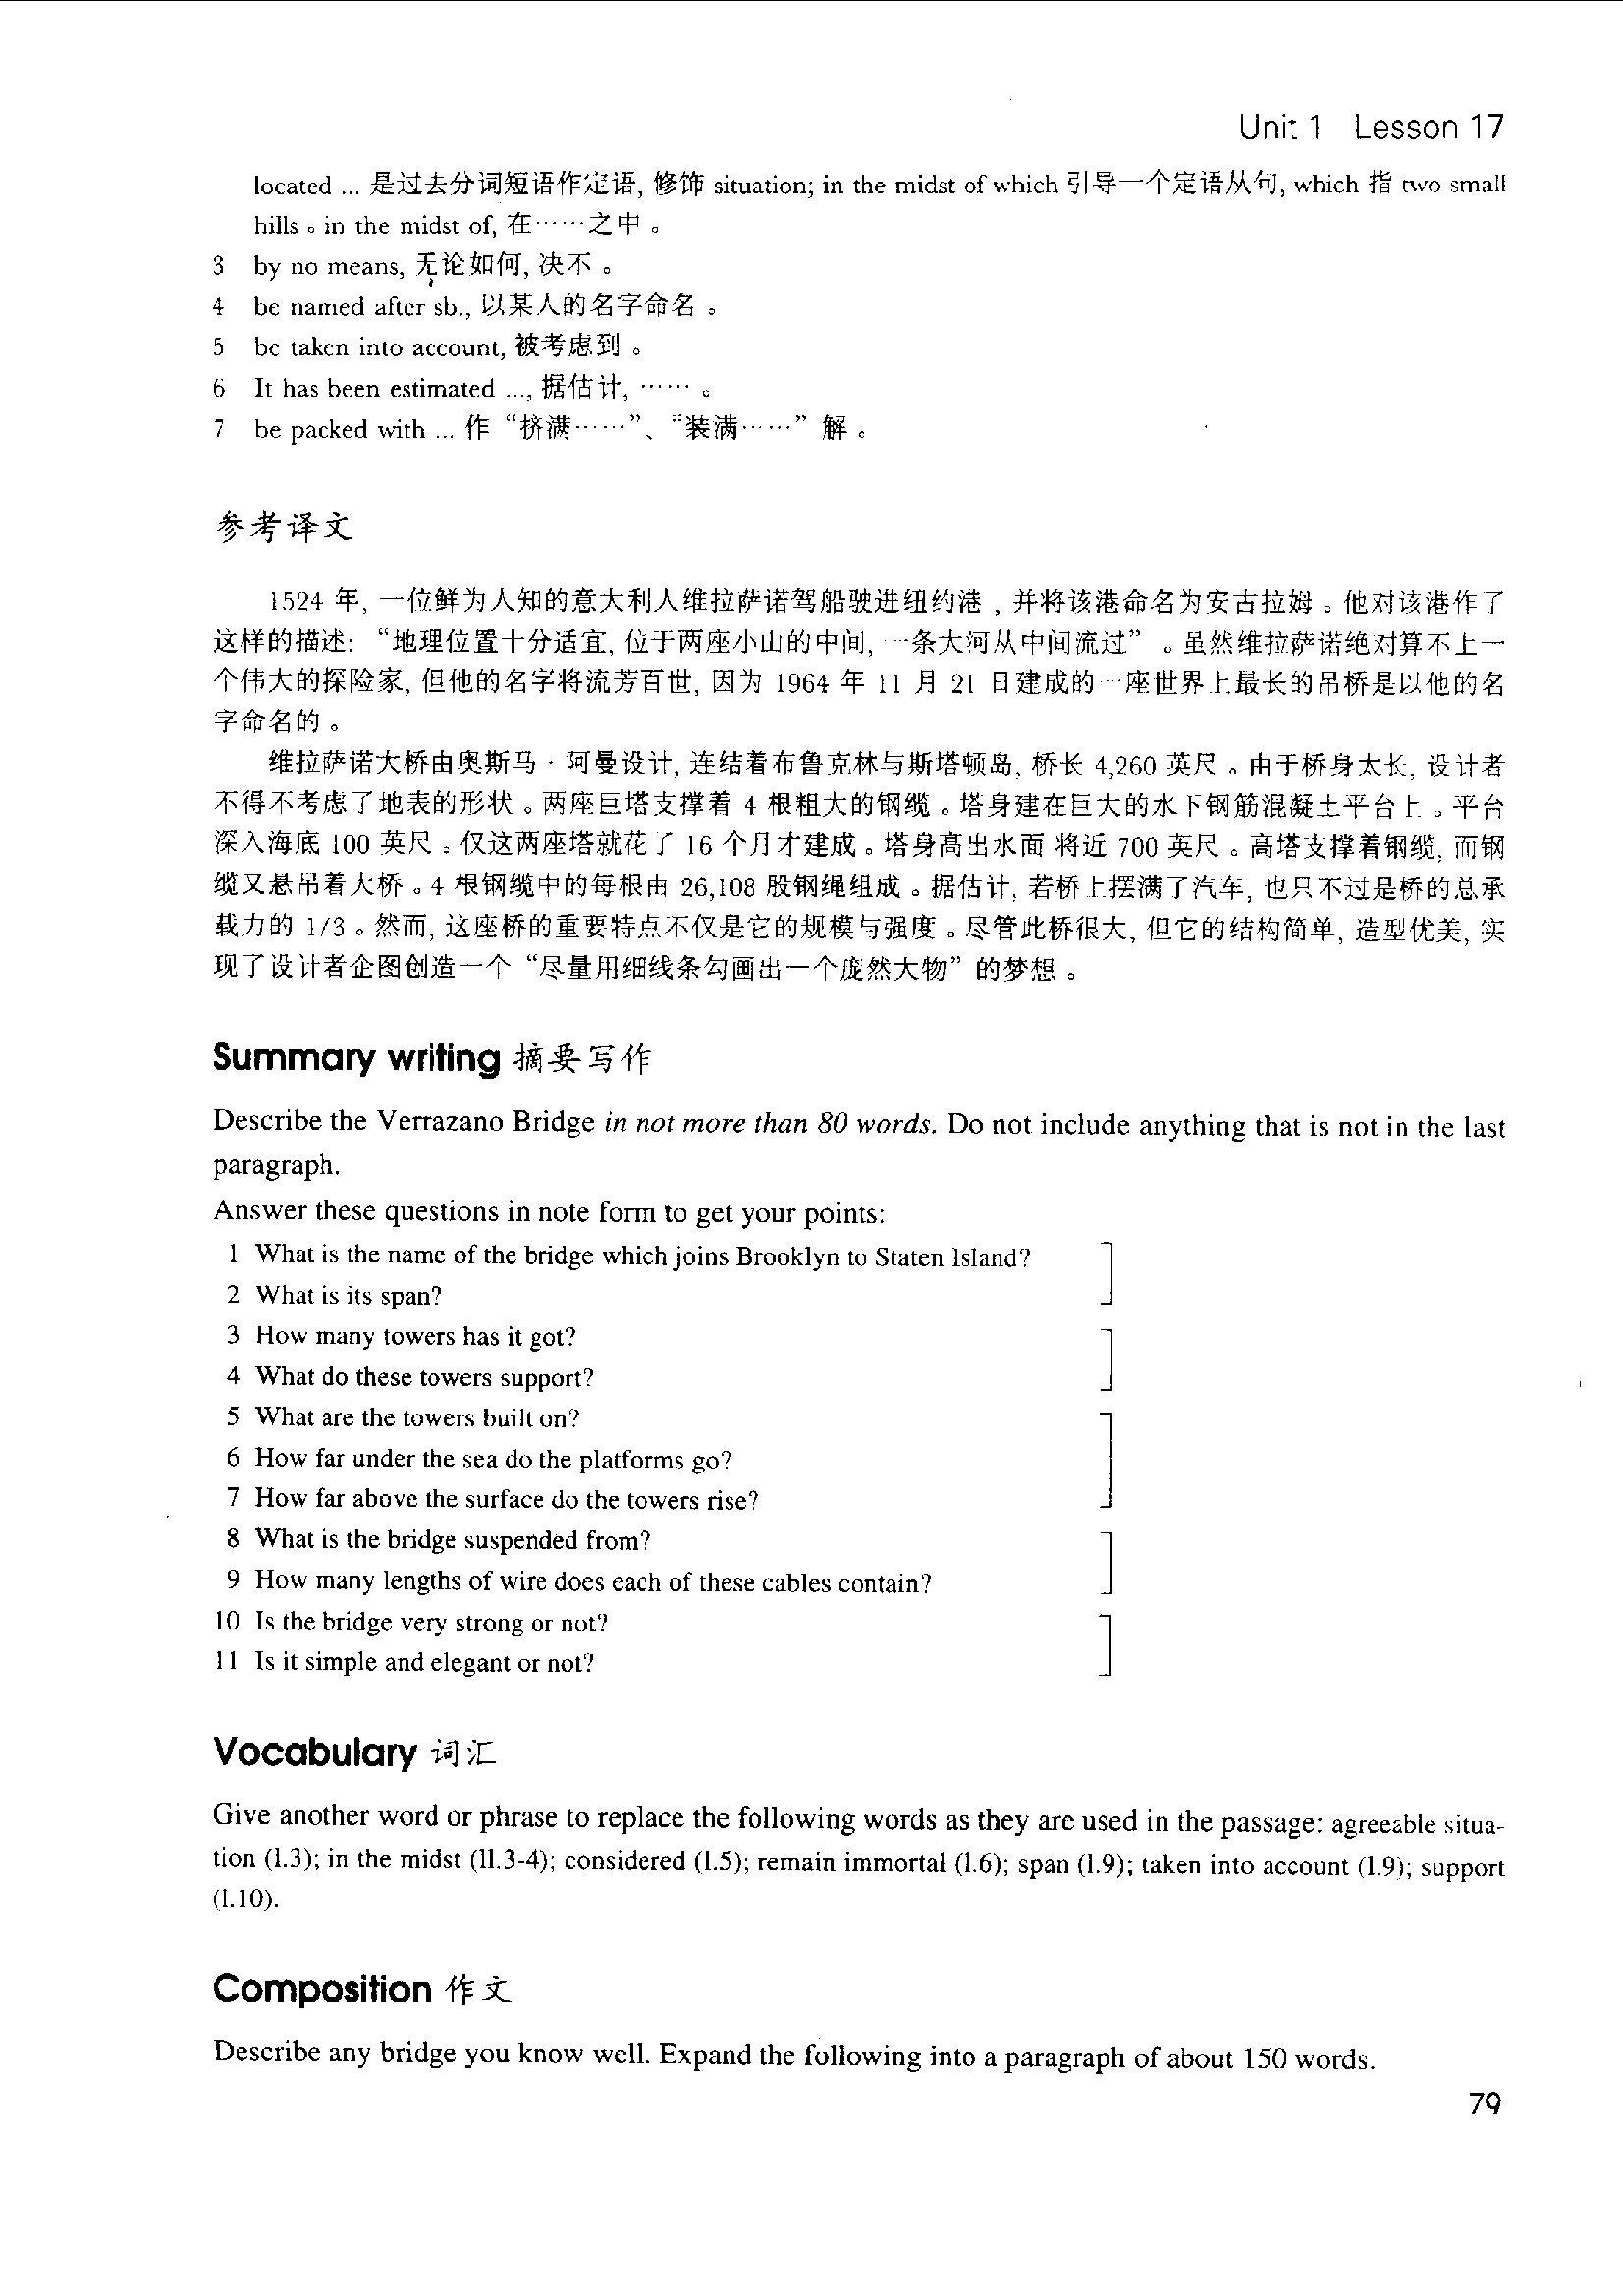 Unit 1 Lesson 17
located ... 是过去分词短语作定语, 修饰 situation; in the midst of which 引导一个定语从句, which 指 two small
hills。in the midst of, 在……之中。
3 by no means, 无论如何, 决不。
4 be named after sb., 以某人的名字命名。
5 be taken into account, 被考虑到。
6 It has been estimated ..., 据估计, ……。
7 be packed with ... 作“挤满……”、“装满……”解。
参考译文
1524 年, 一位鲜为人知的意大利人维拉萨诺驾船驶进纽约港, 并将该港命名为安古拉姆。他对该港作了
这样的描述: “地理位置十分适宜, 位于两座小山的中间, 一条大河从中间流过”。虽然维拉萨诺绝对算不上一
个伟大的探险家, 但他的名字将流芳百世, 因为 1964 年 11 月 21 日建成的一座世界上最长的吊桥是以他的名
字命名的。
维拉萨诺大桥由奥斯马·阿曼设计, 连结着布鲁克林与斯塔顿岛, 桥长 4,260 英尺。由于桥身太长, 设计者
不得不考虑了地表的形状。两座巨塔支撑着 4 根粗大的钢缆。塔身建在巨大的水下钢筋混凝土平台上。平台
深入海底 100 英尺。仅这两座塔就花了 16 个月才建成。塔身高出水面 将近 700 英尺。高塔支撑着钢缆, 而钢
缆又悬吊着大桥。4 根钢缆中的每根由 26,108 股钢绳组成。据估计, 若桥上摆满了汽车, 也只不过是桥的总承
载力的 1/3。然而, 这座桥的重要特点不仅是它的规模与强度。尽管此桥很大, 但它的结构简单, 造型优美, 实
现了设计者企图创造一个“尽量用细线条勾画出一个庞然大物”的梦想。
Summary writing 摘要写作
Describe the Verrazano Bridge in not more than 80 words. Do not include anything that is not in the last
paragraph.
Answer these questions in note form to get your points:
1 What is the name of the bridge which joins Brooklyn to Staten Island?
2 What is its span?
3 How many towers has it got?
4 What do these towers support?
5 What are the towers built on?
6 How far under the sea do the platforms go?
7 How far above the surface do the towers rise?
8 What is the bridge suspended from?
9 How many lengths of wire does each of these cables contain?
10 Is the bridge very strong or not?
11 Is it simple and elegant or not?
Vocabulary 词汇
Give another word or phrase to replace the following words as they are used in the passage: agreeable situa-
tion (l.3); in the midst (ll.3-4); considered (l.5); remain immortal (l.6); span (l.9); taken into account (l.9); support
(l.10).
Composition 作文
Describe any bridge you know well. Expand the following into a paragraph of about 150 words.
79